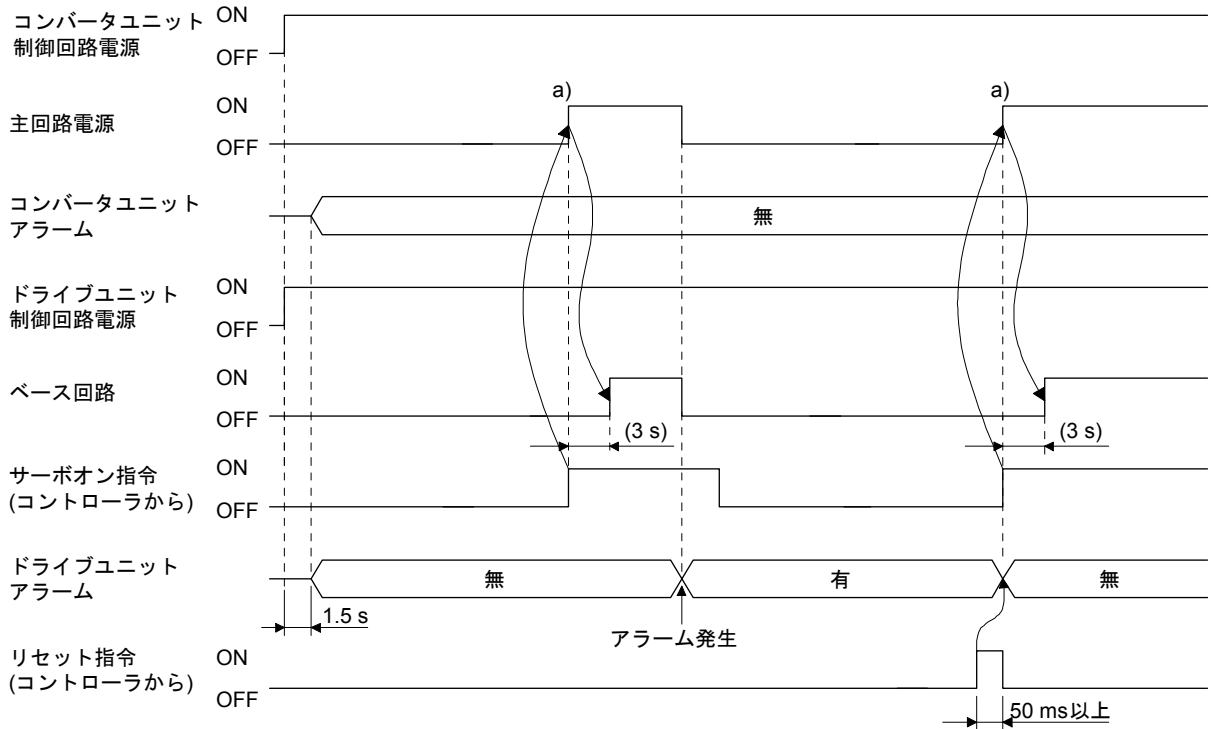 コンバータユニット
制御回路電源
ON
OFF
a)
a)
主回路電源
ON
OFF
コンバータユニット
アラーム
無
ドライブユニット
制御回路電源
ON
OFF
ベース回路
ON
OFF
(3 s)
(3 s)
サーボオン指令
(コントローラから)
ON
OFF
ドライブユニット
アラーム
無
有
無
1.5 s
アラーム発生
リセット指令
(コントローラから)
ON
OFF
50 ms以上